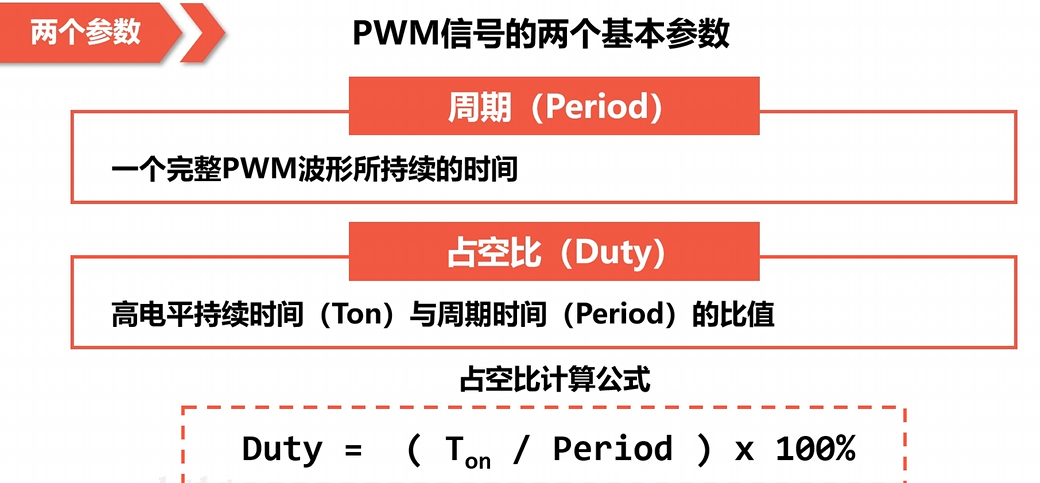 两个参数
PWM信号的两个基本参数
周期（Period）
一个完整PWM波形所持续的时间
占空比（Duty）
高电平持续时间（Ton）与周期时间（Period）的比值
占空比计算公式
Duty = ( Ton / Period ) x 100%